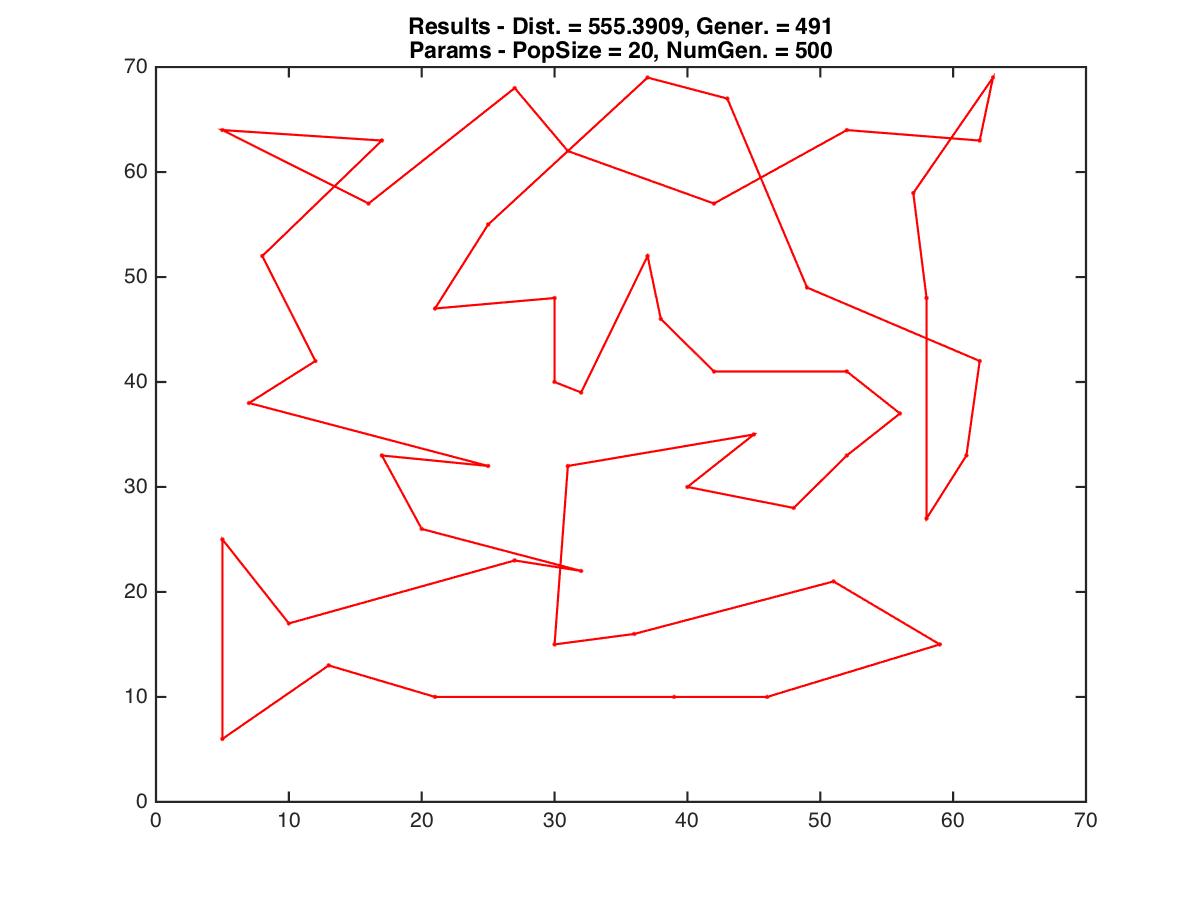 Results - Dist. = 555.3909, Gener. = 491
Params - PopSize = 20, NumGen. = 500
70
60
50
40
30
20
10
0
0 10 20 30 40 50 60 70